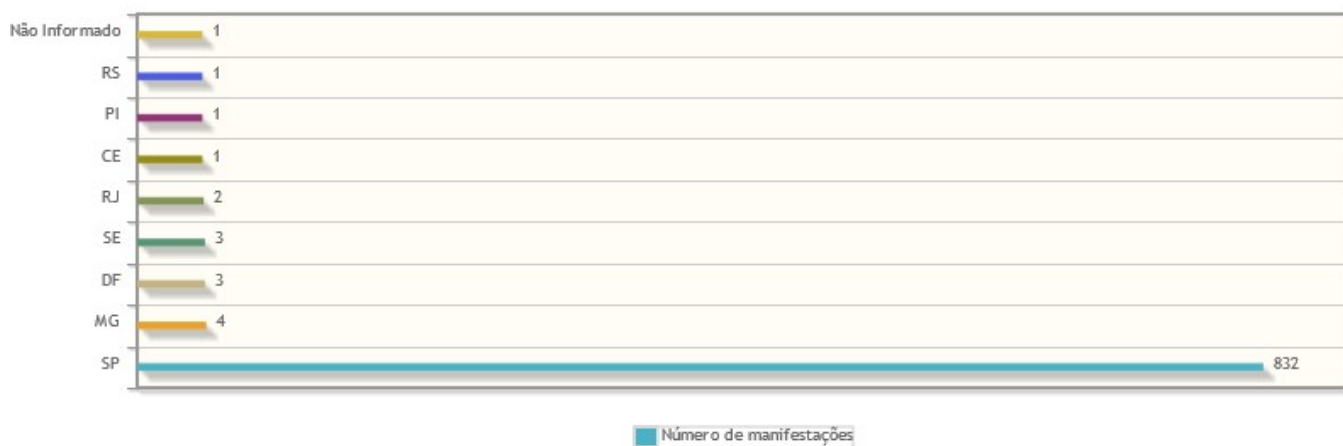 Não Informado 1
RS 1
PI 1
CE 1
RJ 2
SE 3
DF 3
MG 4
SP 832
Número de manifestações